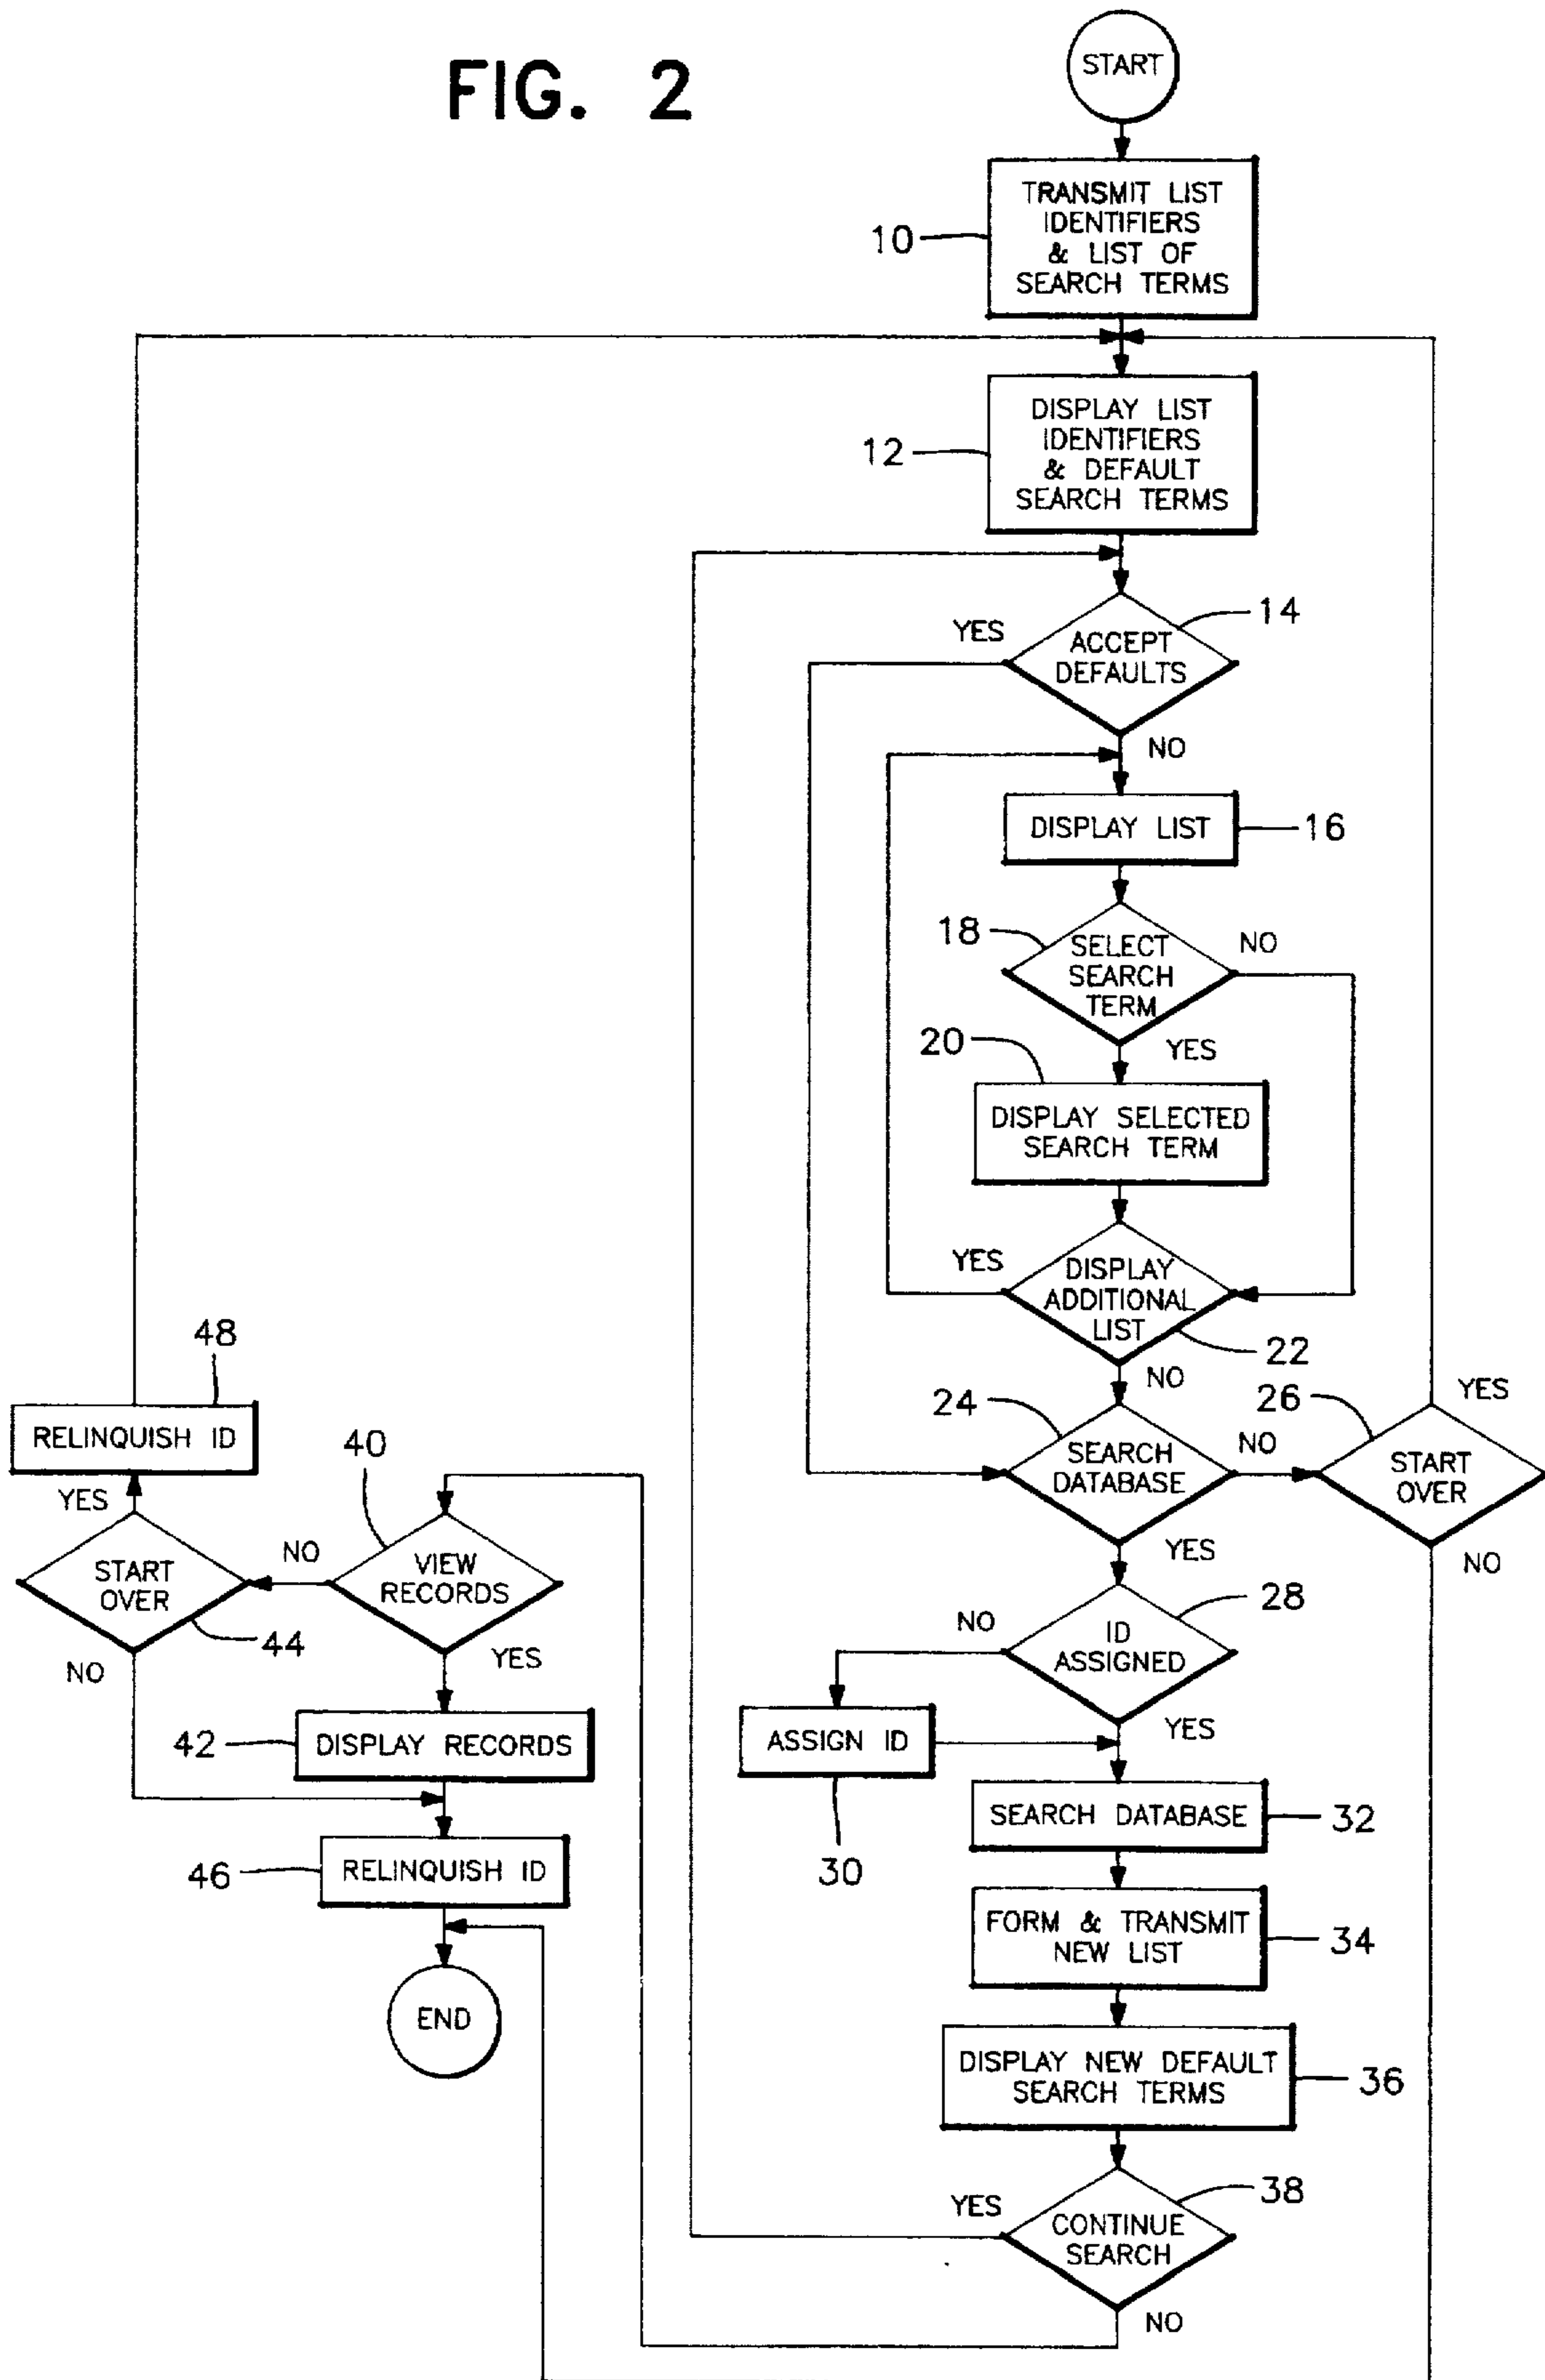 FIG. 2
START
10
TRANSMIT LIST
IDENTIFIERS
& LIST OF
SEARCH TERMS
12
DISPLAY LIST
IDENTIFIERS
& DEFAULT
SEARCH TERMS
14
YES
ACCEPT
DEFAULTS
NO
DISPLAY LIST
16
18
SELECT
SEARCH
TERM
NO
YES
20
DISPLAY SELECTED
SEARCH TERM
YES
DISPLAY
ADDITIONAL
LIST
22
NO
24
SEARCH
DATABASE
NO
YES
26
START
OVER
YES
NO
28
NO
ID
ASSIGNED
YES
ASSIGN ID
30
SEARCH DATABASE
32
FORM & TRANSMIT
NEW LIST
34
DISPLAY NEW DEFAULT
SEARCH TERMS
36
38
YES
CONTINUE
SEARCH
NO
40
VIEW
RECORDS
NO
YES
42
DISPLAY RECORDS
START
OVER
44
YES
NO
48
RELINQUISH ID
46
RELINQUISH ID
END